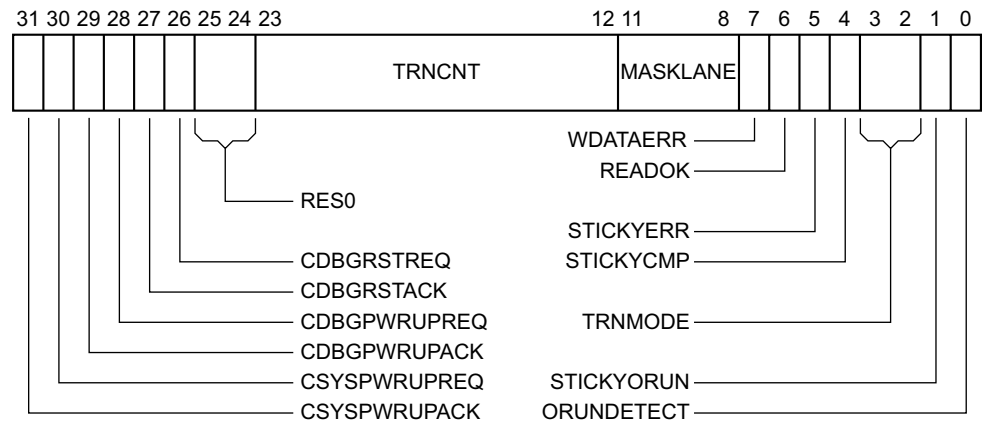 31 30 29 28 27 26 25 24 23 12 11 8 7 6 5 4 3 2 1 0
TRNCNT MASKLANE
WDATAERR
READOK
RES0
STICKYERR
CDBGRSTREQ STICKYCMP
CDBGRSTACK
CDBGPWRUPREQ TRNMODE
CDBGPWRUPACK
CSYSPWRUPREQ STICKYORUN
CSYSPWRUPACK ORUNDETECT